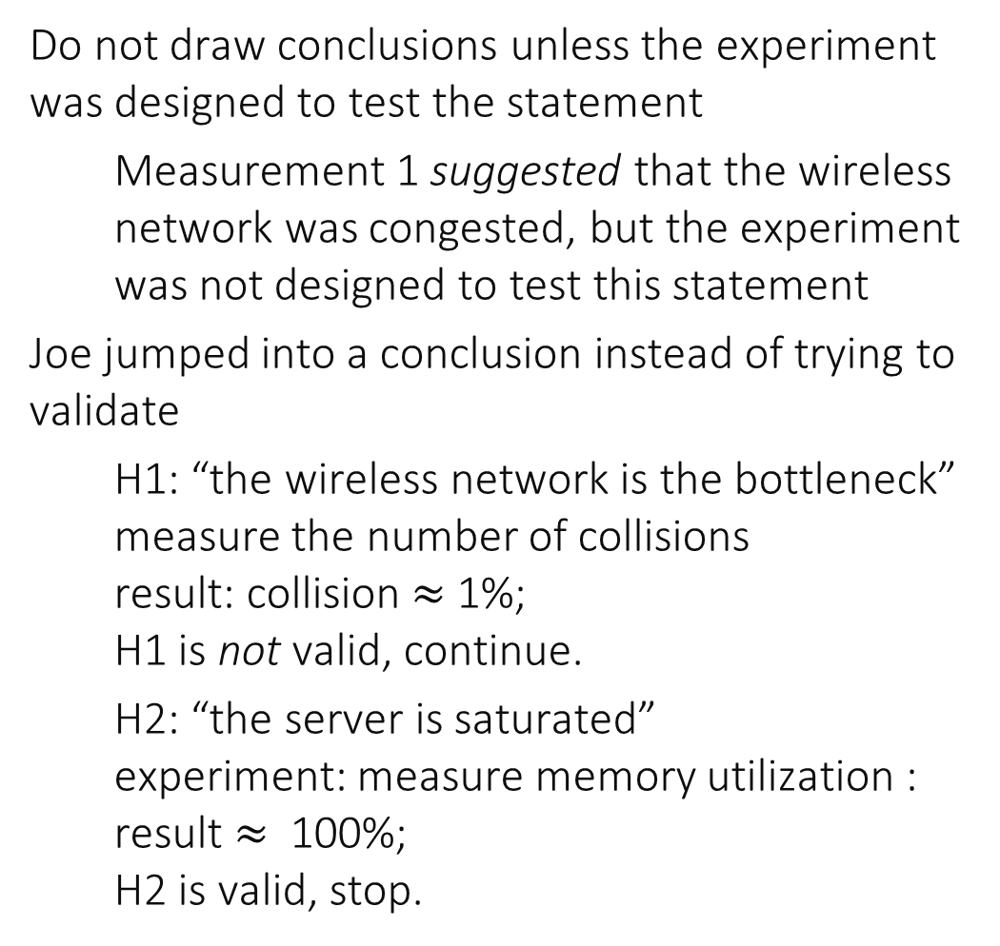 Do not draw conclusions unless the experiment
was designed to test the statement
Measurement 1 suggested that the wireless
network was congested, but the experiment
was not designed to test this statement
Joe jumped into a conclusion instead of trying to
validate
H1: “the wireless network is the bottleneck”
measure the number of collisions
result: collision ≈ 1%;
H1 is not valid, continue.
H2: “the server is saturated”
experiment: measure memory utilization :
result ≈ 100%;
H2 is valid, stop.